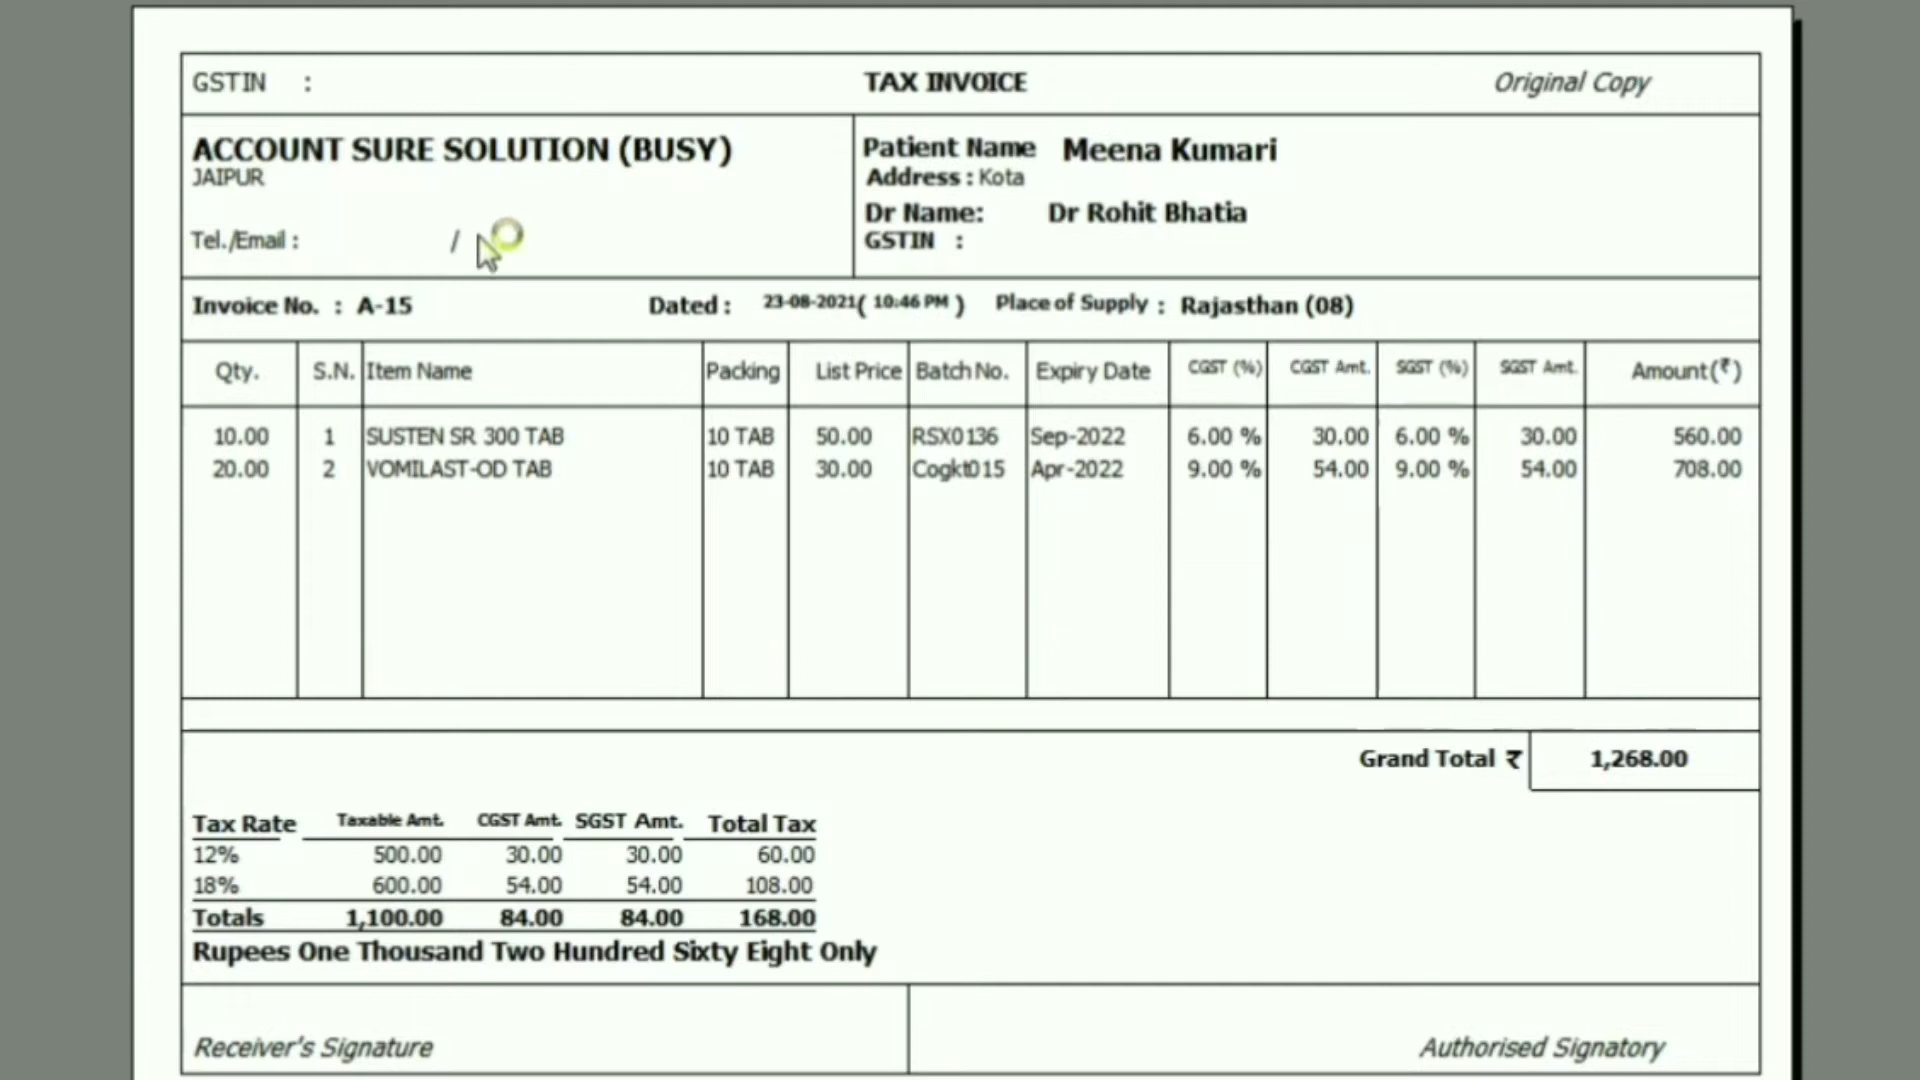 GSTIN : TAX INVOICE Original Copy
ACCOUNT SURE SOLUTION (BUSY)
JAIPUR
Tel./Email : /
Patient Name Meena Kumari
Address : Kota
Dr Name: Dr Rohit Bhatia
GSTIN :
Invoice No. : A-15 Dated : 23-08-2021( 10:46 PM ) Place of Supply : Rajasthan (08)
Qty. S.N. Item Name Packing List Price Batch No. Expiry Date CGST (%) CGST Amt. SGST (%) SGST Amt. Amount(₹)
10.00 1 SUSTEN SR 300 TAB 10 TAB 50.00 RSX0136 Sep-2022 6.00 % 30.00 6.00 % 30.00 560.00
20.00 2 VOMILAST-OD TAB 10 TAB 30.00 Cogkt015 Apr-2022 9.00 % 54.00 9.00 % 54.00 708.00
Grand Total ₹ 1,268.00
Tax Rate Taxable Amt. CGST Amt. SGST Amt. Total Tax
12% 500.00 30.00 30.00 60.00
18% 600.00 54.00 54.00 108.00
Totals 1,100.00 84.00 84.00 168.00
Rupees One Thousand Two Hundred Sixty Eight Only
Receiver's Signature Authorised Signatory